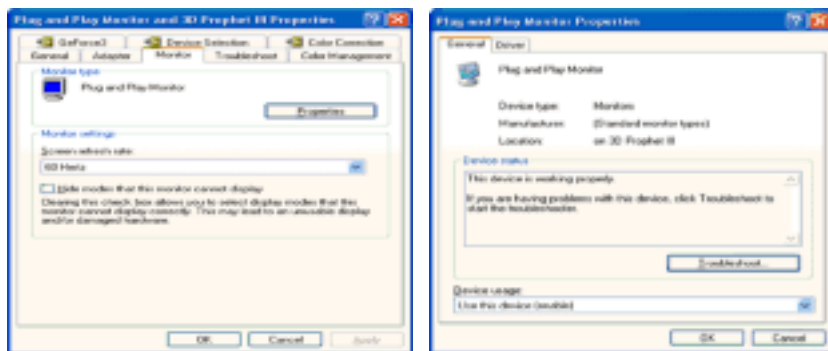 Plug and Play Monitor and 3D Prophet III Properties
GeForce3 Device Selection Color Correction
General Adapter Monitor Troubleshoot Color Management
Monitor type
Plug and Play Monitor
Properties
Monitor settings
Screen refresh rate:
60 Hertz
Hide modes that this monitor cannot display
Clearing this check box allows you to select display modes that this
monitor cannot display correctly. This may lead to an unusable display
and/or damaged hardware.
OK Cancel Apply
Plug and Play Monitor Properties
General Driver
Plug and Play Monitor
Device type: Monitors
Manufacturer: (Standard monitor types)
Location: on 3D Prophet III
Device status
This device is working properly.
If you are having problems with this device, click Troubleshoot to
start the troubleshooter.
Troubleshoot...
Device usage:
Use this device (enable)
OK Cancel